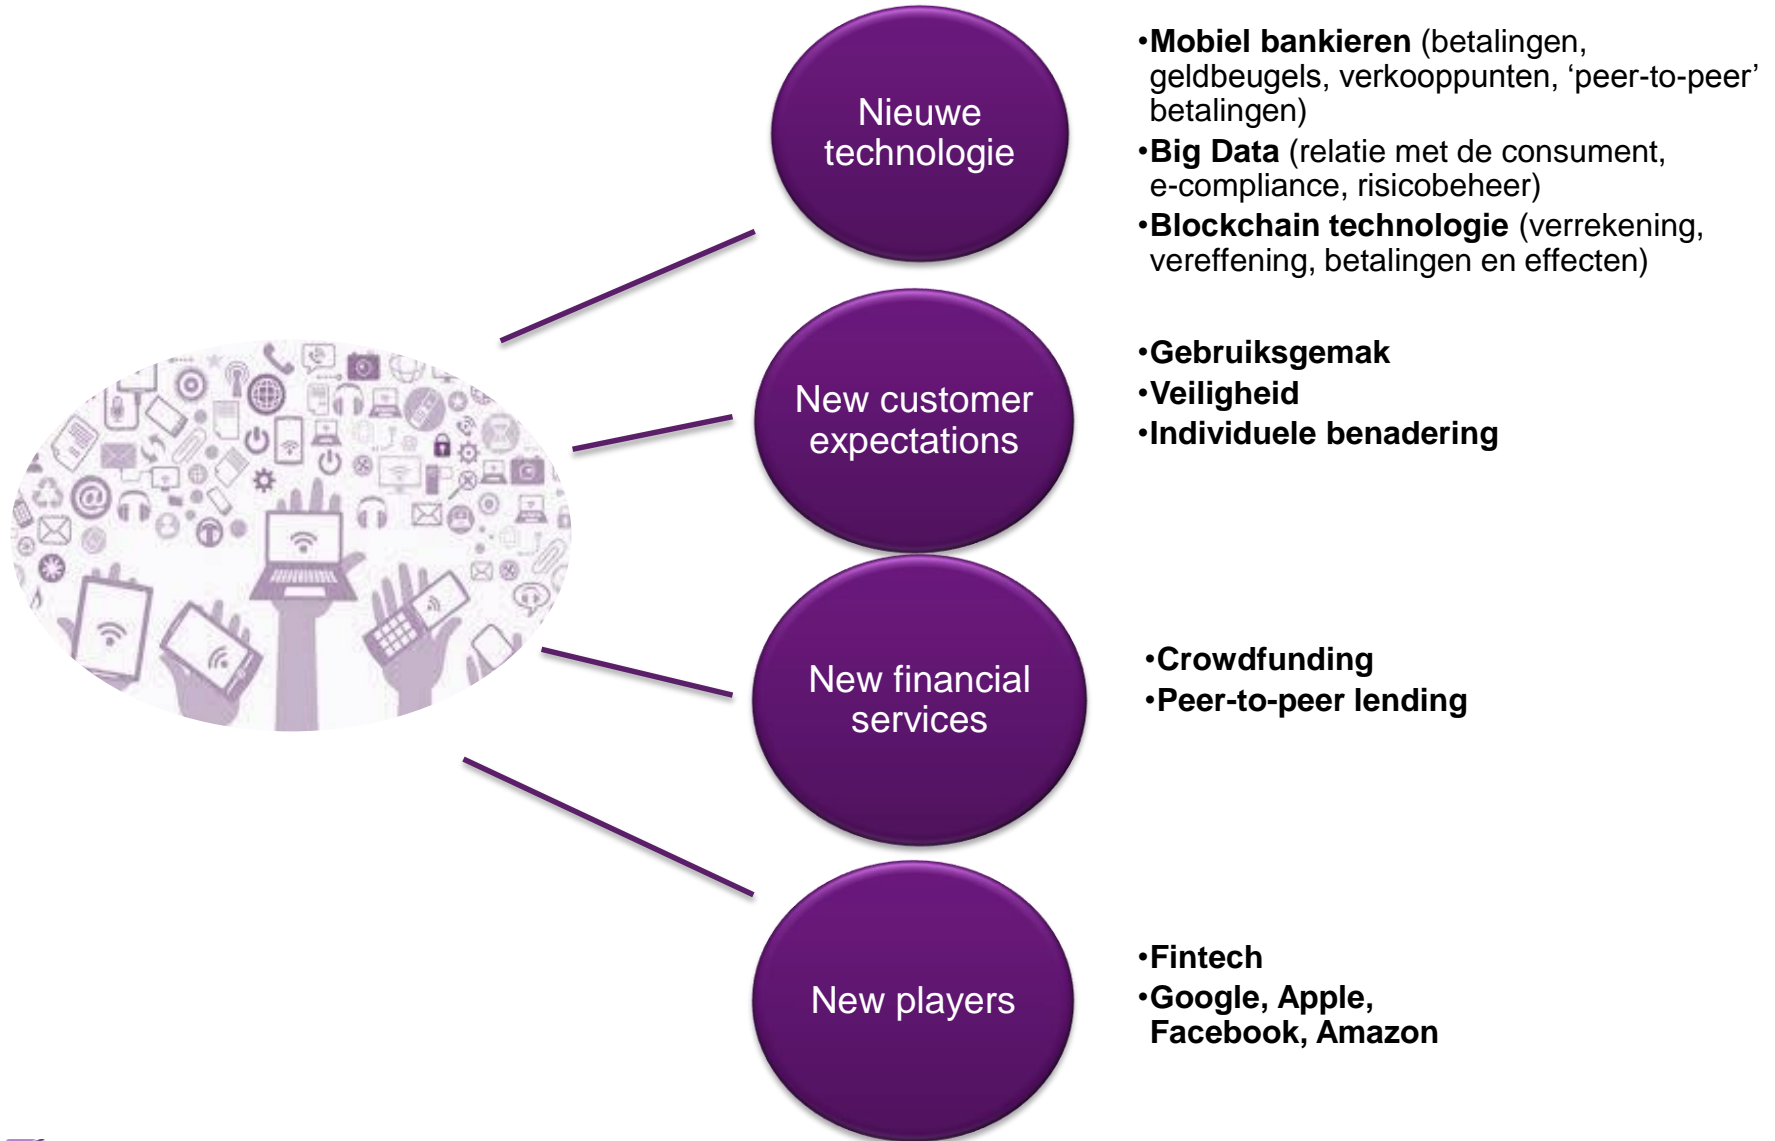 Nieuwe
technologie
•Mobiel bankieren (betalingen,
geldbeugels, verkooppunten, ‘peer-to-peer’
betalingen)
•Big Data (relatie met de consument,
e-compliance, risicobeheer)
•Blockchain technologie (verrekening,
vereffening, betalingen en effecten)
New customer
expectations
•Gebruiksgemak
•Veiligheid
•Individuele benadering
New financial
services
•Crowdfunding
•Peer-to-peer lending
New players
•Fintech
•Google, Apple,
Facebook, Amazon